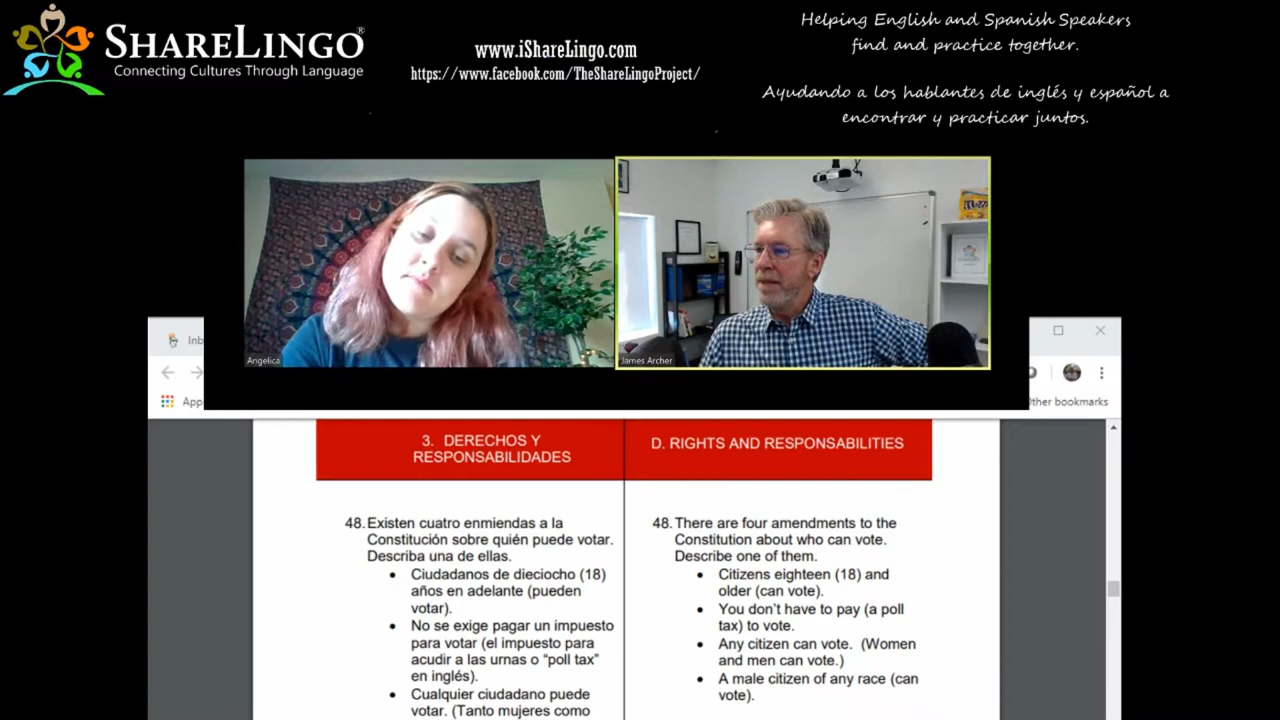 SHARELINGO®
Connecting Cultures Through Language
www.iShareLingo.com
https://www.facebook.com/TheShareLingoProject/
Helping English and Spanish Speakers
find and practice together.
Ayudando a los hablantes de inglés y español a
encontrar y practicar juntos.
Angelica
James Archer
Inb
App
Other bookmarks
3. DERECHOS Y
RESPONSABILIDADES
48. Existen cuatro enmiendas a la
Constitución sobre quién puede votar.
Describa una de ellas.
• Ciudadanos de dieciocho (18)
años en adelante (pueden
votar).
• No se exige pagar un impuesto
para votar (el impuesto para
acudir a las urnas o “poll tax”
en inglés).
• Cualquier ciudadano puede
votar. (Tanto mujeres como
D. RIGHTS AND RESPONSABILITIES
48. There are four amendments to the
Constitution about who can vote.
Describe one of them.
• Citizens eighteen (18) and
older (can vote).
• You don’t have to pay (a poll
tax) to vote.
• Any citizen can vote. (Women
and men can vote.)
• A male citizen of any race (can
vote).